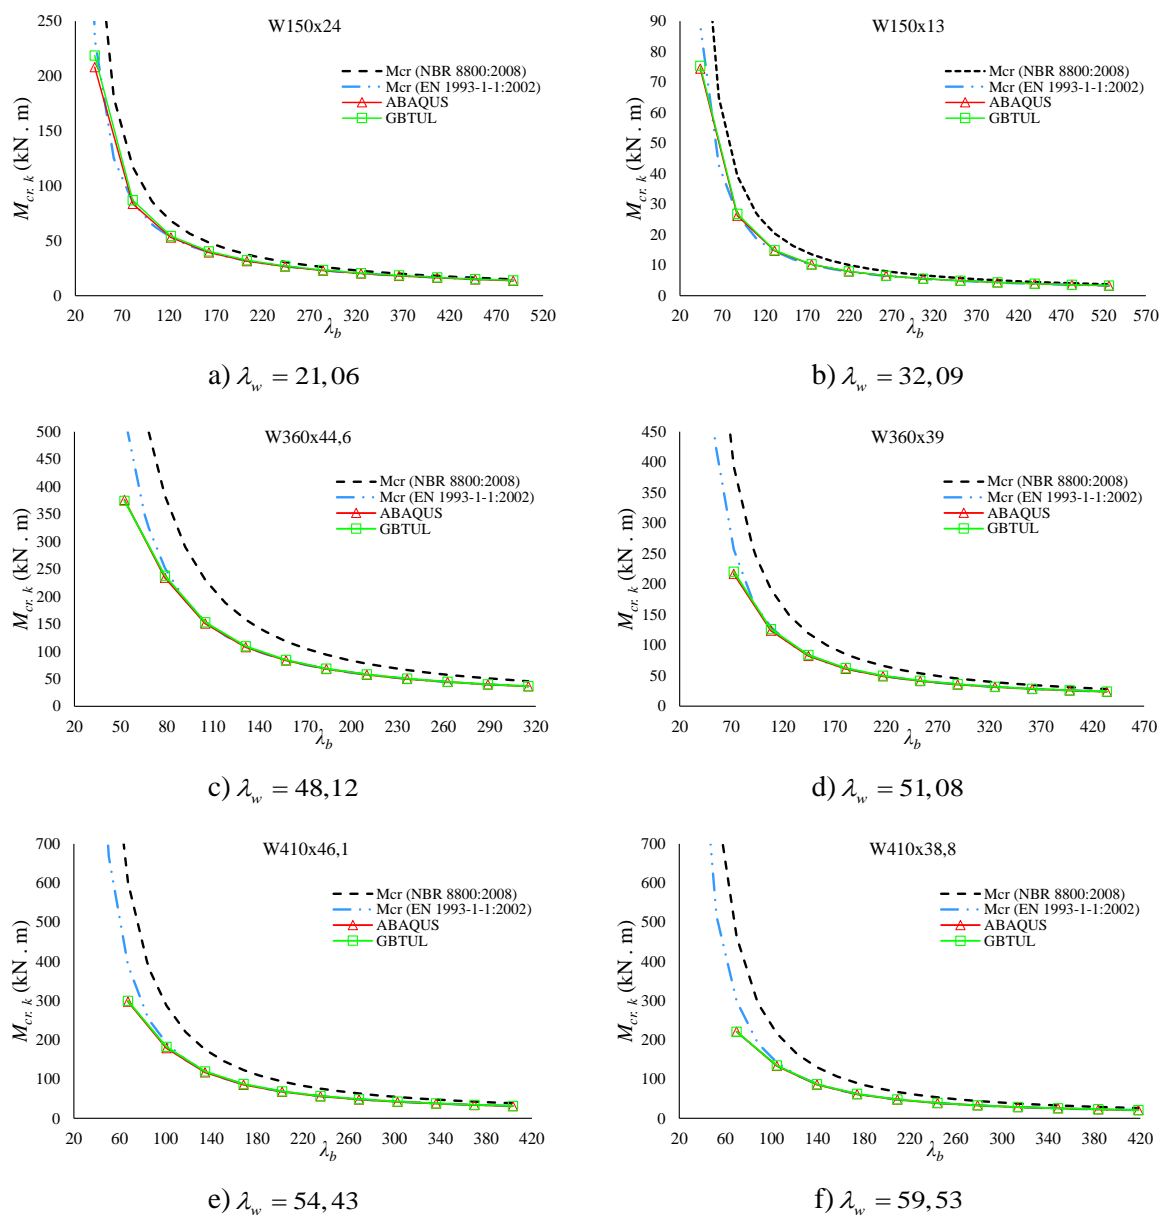 W150x24
250
200
150
100
50
0
M_cr. k (kN . m)
Mcr (NBR 8800:2008)
Mcr (EN 1993-1-1:2002)
ABAQUS
GBTUL
20 70 120 170 220 270 320 370 420 470 520
λ_b
a) λ_w = 21,06
W150x13
90
80
70
60
50
40
30
20
10
0
M_cr. k (kN . m)
Mcr (NBR 8800:2008)
Mcr (EN 1993-1-1:2002)
ABAQUS
GBTUL
20 70 120 170 220 270 320 370 420 470 520 570
λ_b
b) λ_w = 32,09
W360x44,6
500
450
400
350
300
250
200
150
100
50
0
M_cr. k (kN . m)
Mcr (NBR 8800:2008)
Mcr (EN 1993-1-1:2002)
ABAQUS
GBTUL
20 50 80 110 140 170 200 230 260 290 320
λ_b
c) λ_w = 48,12
W360x39
450
400
350
300
250
200
150
100
50
0
M_cr. k (kN . m)
Mcr (NBR 8800:2008)
Mcr (EN 1993-1-1:2002)
ABAQUS
GBTUL
20 70 120 170 220 270 320 370 420 470
λ_b
d) λ_w = 51,08
W410x46,1
700
600
500
400
300
200
100
0
M_cr. k (kN . m)
Mcr (NBR 8800:2008)
Mcr (EN 1993-1-1:2002)
ABAQUS
GBTUL
20 60 100 140 180 220 260 300 340 380 420
λ_b
e) λ_w = 54,43
W410x38,8
700
600
500
400
300
200
100
0
M_cr. k (kN . m)
Mcr (NBR 8800:2008)
Mcr (EN 1993-1-1:2002)
ABAQUS
GBTUL
20 60 100 140 180 220 260 300 340 380 420
λ_b
f) λ_w = 59,53